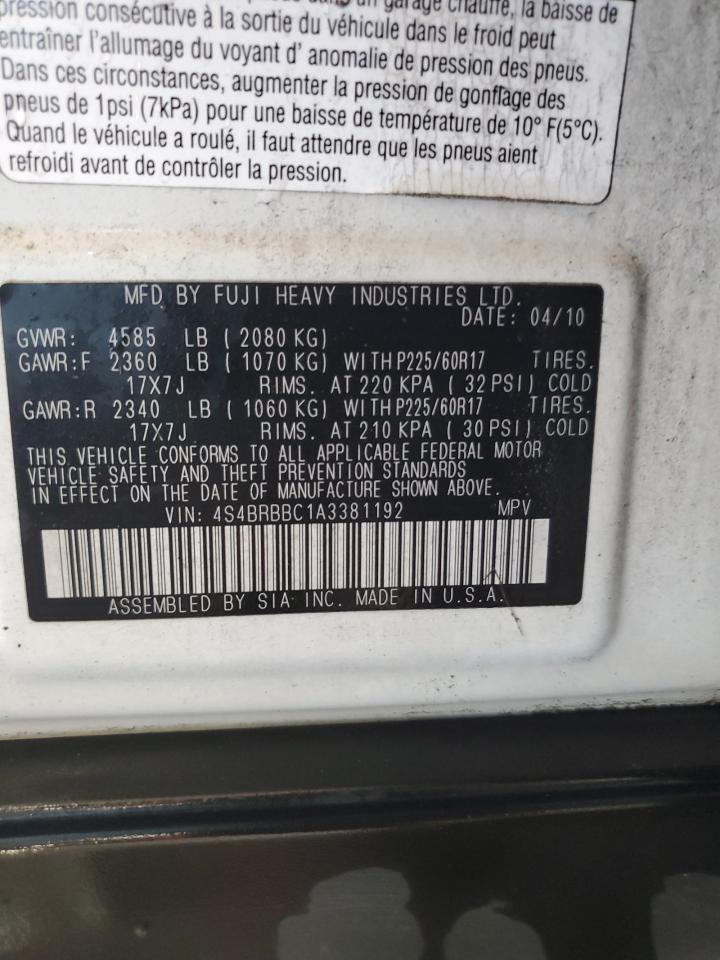 pression consécutive à la sortie du véhicule dans le froid peut
entraîner l'allumage du voyant d' anomalie de pression des pneus.
Dans ces circonstances, augmenter la pression de gonflage des
pneus de 1psi (7kPa) pour une baisse de température de 10° F(5°C).
Quand le véhicule a roulé, il faut attendre que les pneus aient
refroidi avant de contrôler la pression.
MFD BY FUJI HEAVY INDUSTRIES LTD.
DATE: 04/10
GVWR: 4585 LB ( 2080 KG)
GAWR:F 2360 LB ( 1070 KG) WITH P225/60R17 TIRES.
17X7J RIMS. AT 220 KPA ( 32 PSI) COLD
GAWR:R 2340 LB ( 1060 KG) WITH P225/60R17 TIRES.
17X7J RIMS. AT 210 KPA ( 30 PSI) COLD
THIS VEHICLE CONFORMS TO ALL APPLICABLE FEDERAL MOTOR
VEHICLE SAFETY AND THEFT PREVENTION STANDARDS
IN EFFECT ON THE DATE OF MANUFACTURE SHOWN ABOVE.
VIN: 4S4BRBBC1A3381192 MPV
ASSEMBLED BY SIA INC. MADE IN U.S.A.